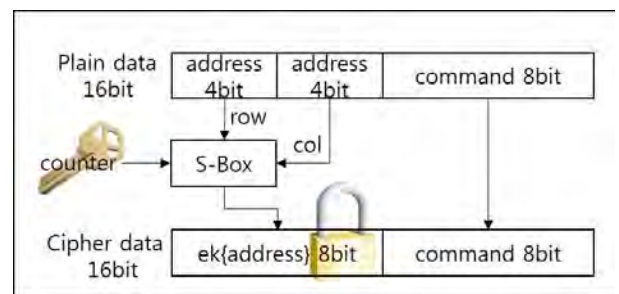 Plain data
16bit
address
4bit
address
4bit
command 8bit
row
col
counter
S-Box
Cipher data
16bit
ek{address} 8bit
command 8bit